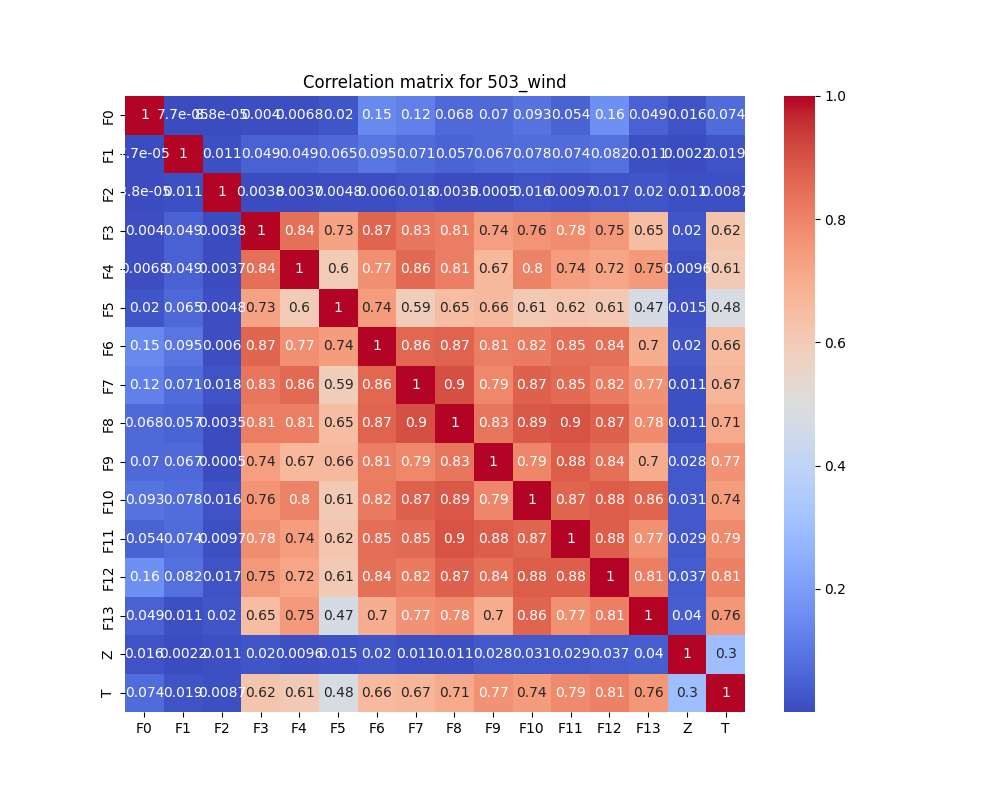 Correlation matrix for 503_wind
F0 1 0.004 0.0068 0.02 0.15 0.12 0.068 0.07 0.093 0.054 0.16 0.049 0.016 0.074
F1 1 0.011 0.049 0.049 0.065 0.095 0.071 0.057 0.067 0.078 0.074 0.082 0.011 0.0022 0.019
F2 0.011 1 0.0038 0.0037 0.0048 0.006 0.018 0.0035 0.0005 0.016 0.0097 0.017 0.02 0.011 0.0087
F3 0.004 0.049 0.0038 1 0.84 0.73 0.87 0.83 0.81 0.74 0.76 0.78 0.75 0.65 0.02 0.62
F4 0.0068 0.049 0.0037 0.84 1 0.6 0.77 0.86 0.81 0.67 0.8 0.74 0.72 0.75 0.0096 0.61
F5 0.02 0.065 0.0048 0.73 0.6 1 0.74 0.59 0.65 0.66 0.61 0.62 0.61 0.47 0.015 0.48
F6 0.15 0.095 0.006 0.87 0.77 0.74 1 0.86 0.87 0.81 0.82 0.85 0.84 0.7 0.02 0.66
F7 0.12 0.071 0.018 0.83 0.86 0.59 0.86 1 0.9 0.79 0.87 0.85 0.82 0.77 0.011 0.67
F8 0.068 0.057 0.0035 0.81 0.81 0.65 0.87 0.9 1 0.83 0.89 0.9 0.87 0.78 0.011 0.71
F9 0.07 0.067 0.0005 0.74 0.67 0.66 0.81 0.79 0.83 1 0.79 0.88 0.84 0.7 0.028 0.77
F10 0.093 0.078 0.016 0.76 0.8 0.61 0.82 0.87 0.89 0.79 1 0.87 0.88 0.86 0.031 0.74
F11 0.054 0.074 0.0097 0.78 0.74 0.62 0.85 0.85 0.9 0.88 0.87 1 0.88 0.77 0.029 0.79
F12 0.16 0.082 0.017 0.75 0.72 0.61 0.84 0.82 0.87 0.84 0.88 0.88 1 0.81 0.037 0.81
F13 0.049 0.011 0.02 0.65 0.75 0.47 0.7 0.77 0.78 0.7 0.86 0.77 0.81 1 0.04 0.76
Z 0.016 0.0022 0.011 0.02 0.0096 0.015 0.02 0.011 0.011 0.028 0.031 0.029 0.037 0.04 1 0.3
T 0.074 0.019 0.0087 0.62 0.61 0.48 0.66 0.67 0.71 0.77 0.74 0.79 0.81 0.76 0.3 1
F0 F1 F2 F3 F4 F5 F6 F7 F8 F9 F10 F11 F12 F13 Z T
1.0
0.8
0.6
0.4
0.2